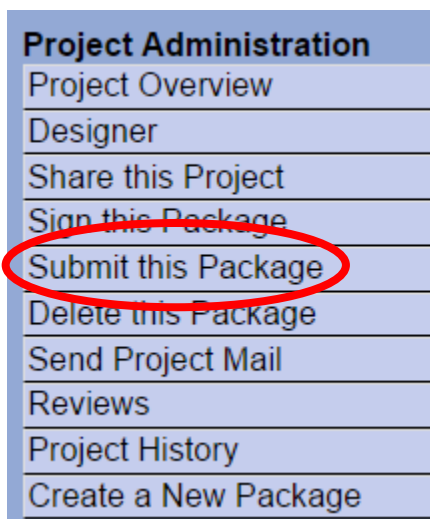 Project Administration
Project Overview
Designer
Share this Project
Sign this Package
Submit this Package
Delete this Package
Send Project Mail
Reviews
Project History
Create a New Package